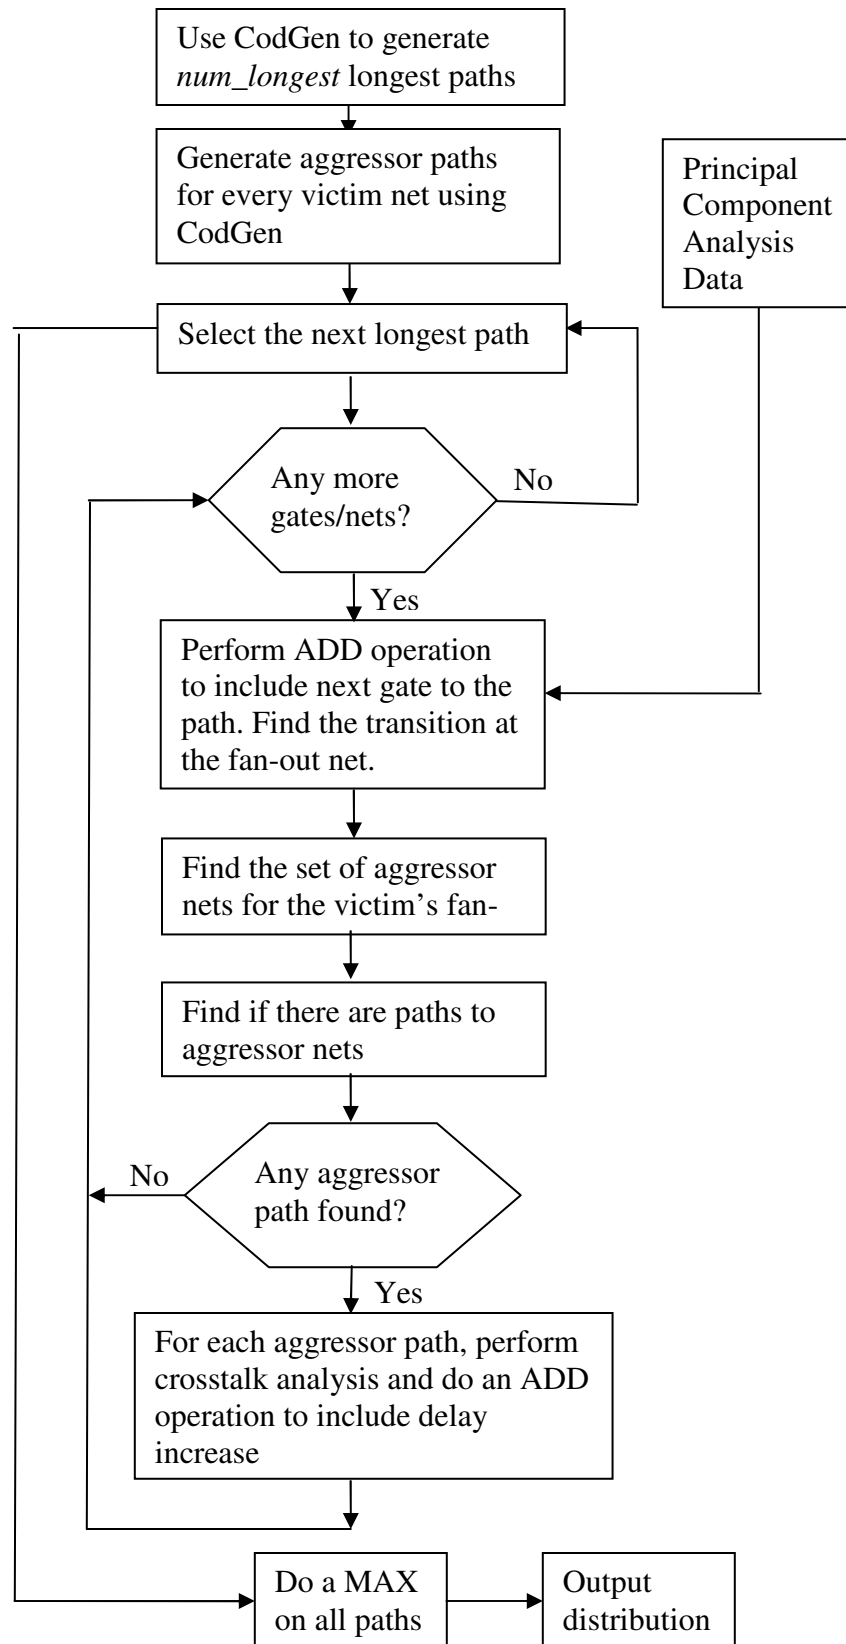 Use CodGen to generate
num_longest longest paths
Generate aggressor paths
for every victim net using
CodGen
Principal
Component
Analysis
Data
Select the next longest path
Any more
gates/nets?
No
Yes
Perform ADD operation
to include next gate to the
path. Find the transition at
the fan-out net.
Find the set of aggressor
nets for the victim's fan-
Find if there are paths to
aggressor nets
No
Any aggressor
path found?
Yes
For each aggressor path, perform
crosstalk analysis and do an ADD
operation to include delay
increase
Do a MAX
on all paths
Output
distribution